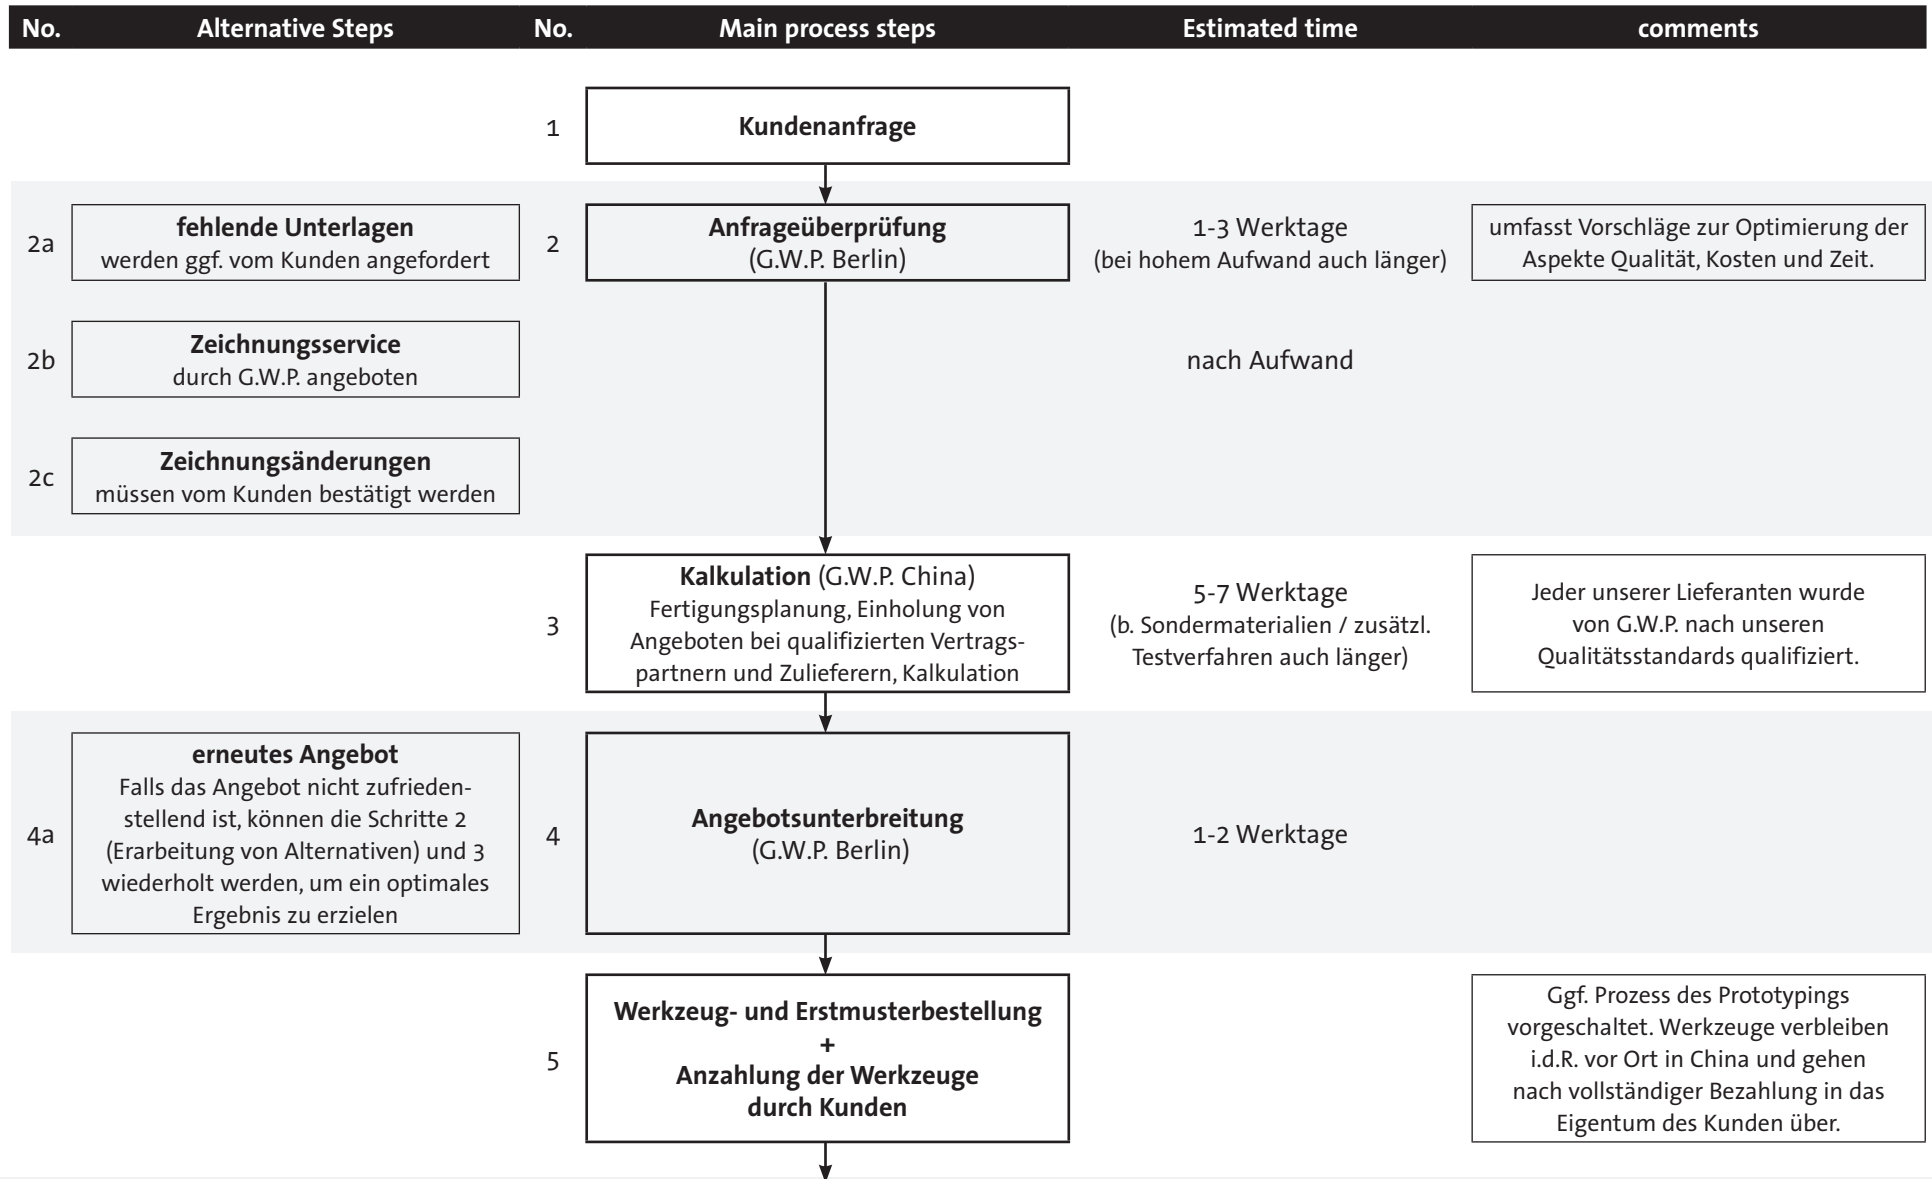 No. Alternative Steps No. Main process steps Estimated time comments
1
Kundenanfrage
2a
fehlende Unterlagen
werden ggf. vom Kunden angefordert
2
Anfrageüberprüfung
(G.W.P. Berlin)
1-3 Werktage
(bei hohem Aufwand auch länger)
umfasst Vorschläge zur Optimierung der
Aspekte Qualität, Kosten und Zeit.
2b
Zeichnungsservice
durch G.W.P. angeboten
nach Aufwand
2c
Zeichnungsänderungen
müssen vom Kunden bestätigt werden
3
Kalkulation (G.W.P. China)
Fertigungsplanung, Einholung von
Angeboten bei qualifizierten Vertrags-
partnern und Zulieferern, Kalkulation
5-7 Werktage
(b. Sondermaterialien / zusätzl.
Testverfahren auch länger)
Jeder unserer Lieferanten wurde
von G.W.P. nach unseren
Qualitätsstandards qualifiziert.
4a
erneutes Angebot
Falls das Angebot nicht zufrieden-
stellend ist, können die Schritte 2
(Erarbeitung von Alternativen) und 3
wiederholt werden, um ein optimales
Ergebnis zu erzielen
4
Angebotsunterbreitung
(G.W.P. Berlin)
1-2 Werktage
5
Werkzeug- und Erstmusterbestellung
+
Anzahlung der Werkzeuge
durch Kunden
Ggf. Prozess des Prototypings
vorgeschaltet. Werkzeuge verbleiben
i.d.R. vor Ort in China und gehen
nach vollständiger Bezahlung in das
Eigentum des Kunden über.